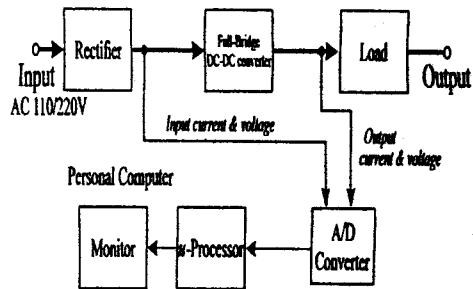 Rectifier
Full-Bridge
DC-DC converter
Load
Input
AC 110/220V
Output
Input current & voltage
Output
current & voltage
Personal Computer
Monitor
u-Processor
A/D
Converter